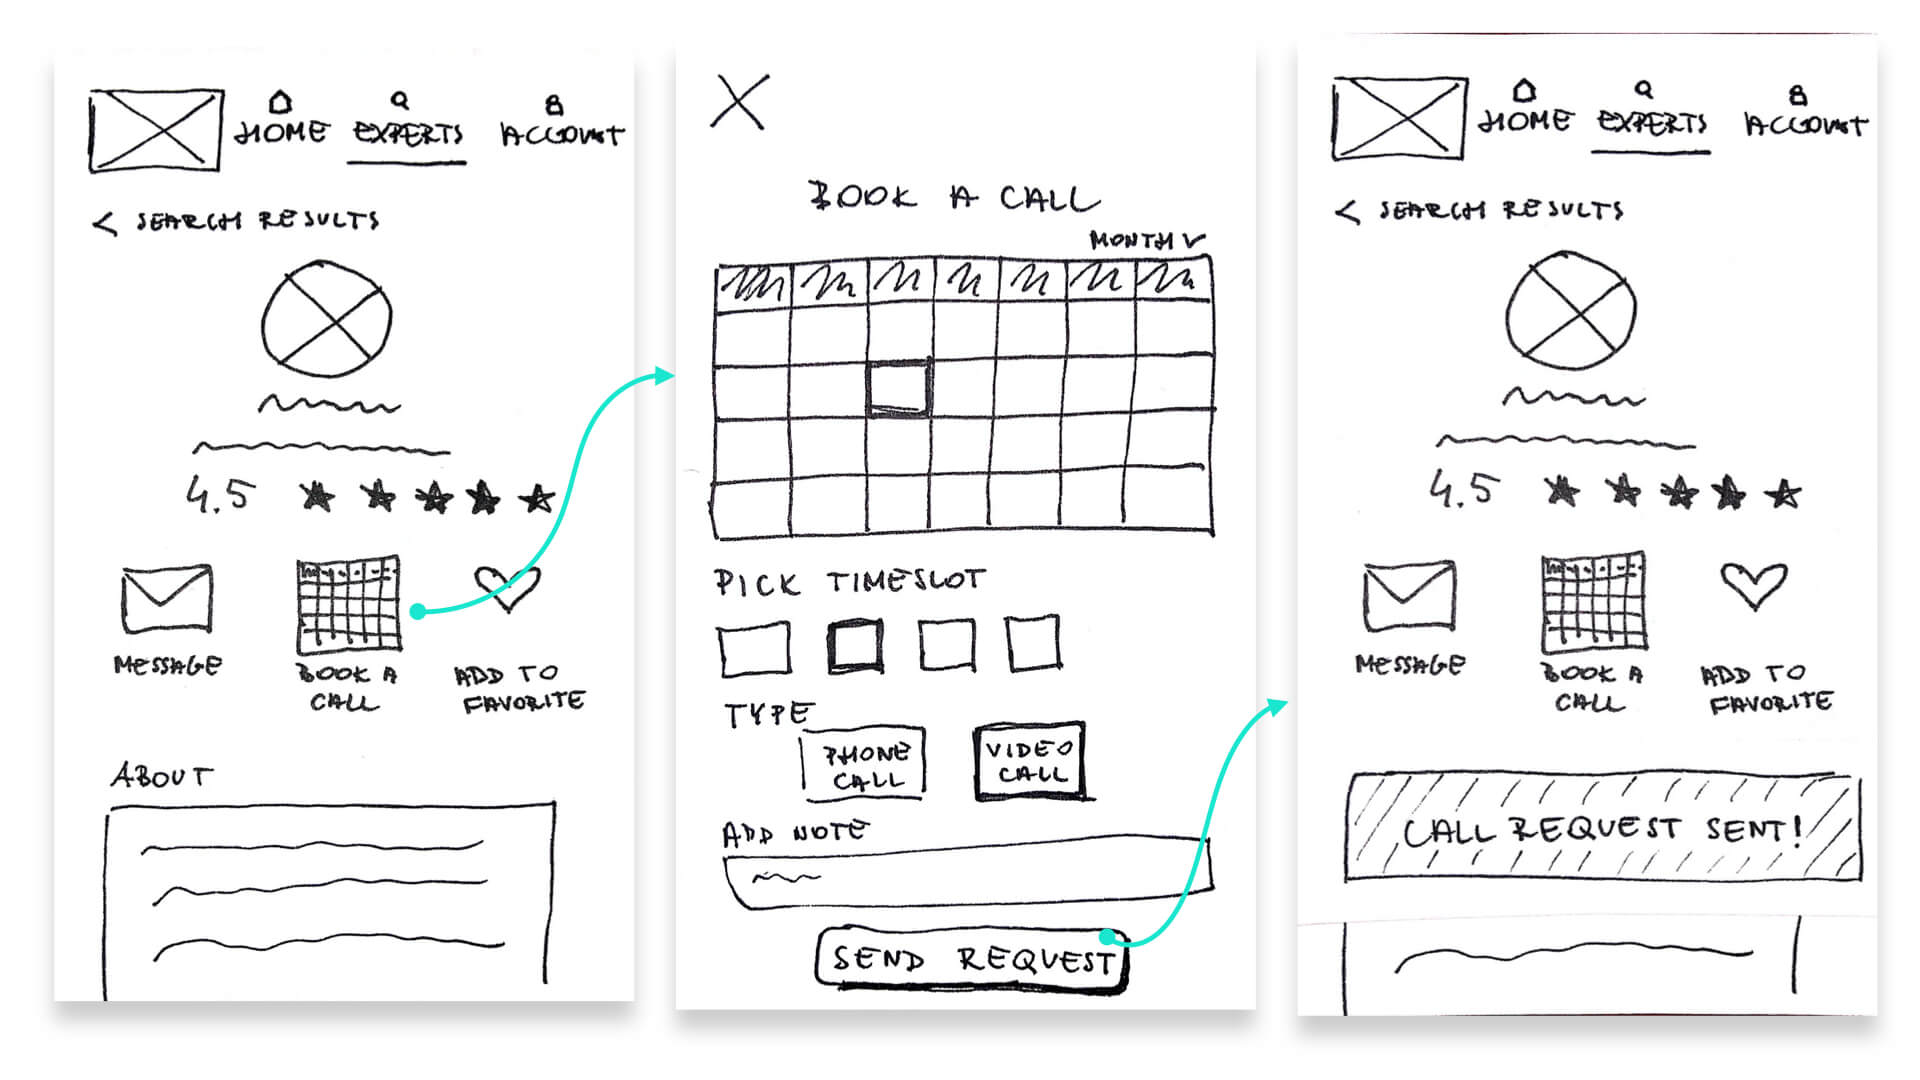 HOME EXPERTS ACCOUNT
< SEARCH RESULTS
4.5
MESSAGE
BOOK A
CALL
ADD TO
FAVORITE
ABOUT
BOOK A CALL
MONTH
PICK TIMESLOT
TYPE
PHONE
CALL
VIDEO
CALL
ADD NOTE
SEND REQUEST
HOME EXPERTS ACCOUNT
< SEARCH RESULTS
4.5
MESSAGE
BOOK A
CALL
ADD TO
FAVORITE
CALL REQUEST SENT!